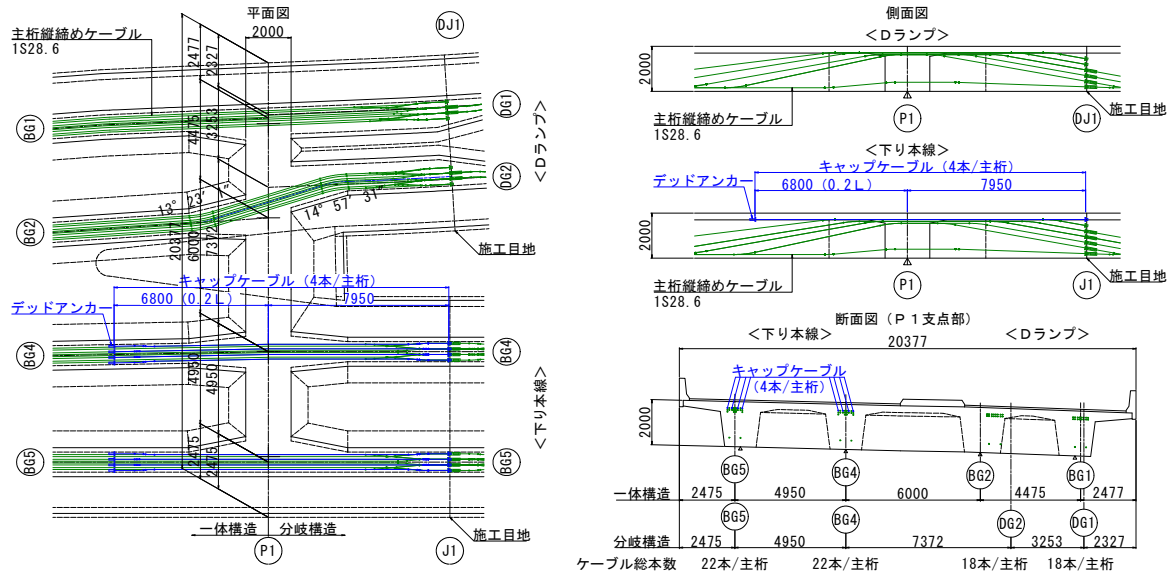 平面図
主桁縦締めケーブル
1S28.6
2000
2477
2327
4475
3253
DJ1
BG1
DG1
<Dランプ>
DG2
13° 23′ 1″
14° 57′ 31″
BG2
20377
6000
7372
施工目地
キャップケーブル (4本/主桁)
デッドアンカー
6800 (0.2L)
7950
BG4
BG4
4950
4950
<下り本線>
BG5
BG5
2475
2475
一体構造
分岐構造
施工目地
P1
J1
側面図
<Dランプ>
2000
主桁縦締めケーブル
1S28.6
P1
施工目地
DJ1
<下り本線>
キャップケーブル (4本/主桁)
デッドアンカー
6800 (0.2L)
7950
2000
主桁縦締めケーブル
1S28.6
P1
施工目地
J1
断面図 (P1支点部)
<下り本線>
<Dランプ>
20377
キャップケーブル
(4本/主桁)
2000
BG5
BG4
BG2
BG1
一体構造
2475
4950
6000
4475
2477
BG5
BG4
DG2
DG1
分岐構造
2475
4950
7372
3253
2327
ケーブル総本数
22本/主桁
22本/主桁
18本/主桁
18本/主桁